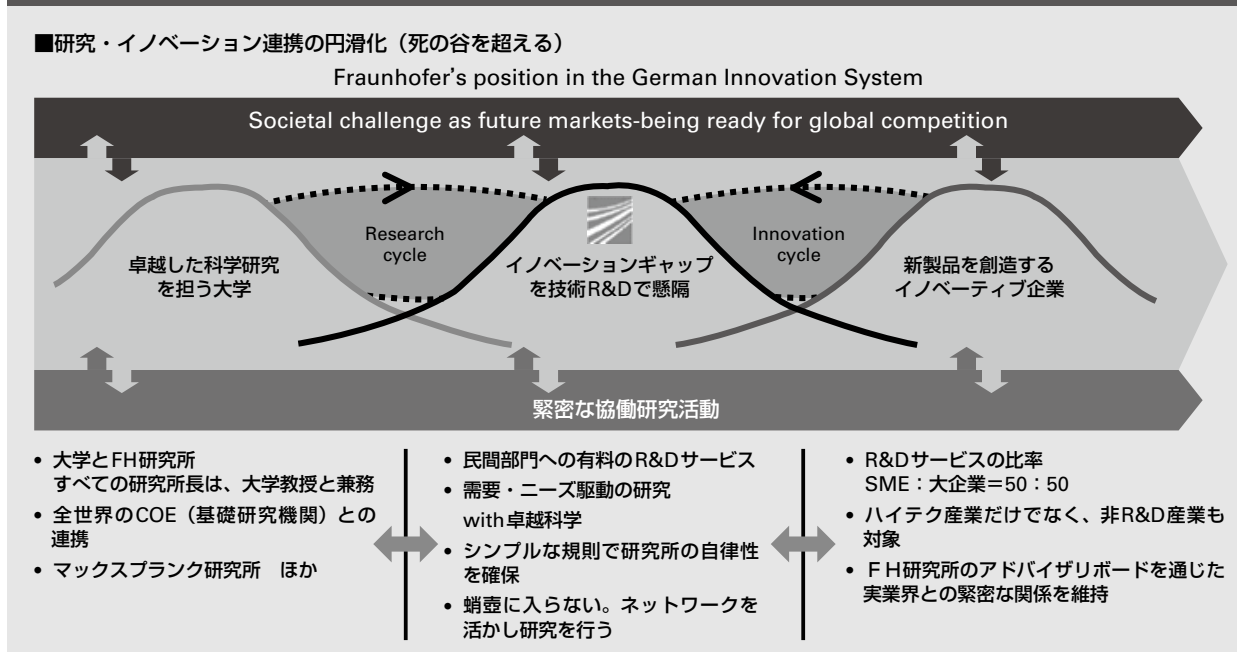 ■研究・イノベーション連携の円滑化（死の谷を超える）
Fraunhofer's position in the German Innovation System
Societal challenge as future markets-being ready for global competition
Research
cycle
Innovation
cycle
卓越した科学研究
を担う大学
イノベーションギャップ
を技術R&Dで懸隔
新製品を創造する
イノベーティブ企業
緊密な協働研究活動
• 大学とFH研究所
すべての研究所長は、大学教授と兼務
• 全世界のCOE（基礎研究機関）との
連携
• マックスプランク研究所　ほか
• 民間部門への有料のR&Dサービス
• 需要・ニーズ駆動の研究
with卓越科学
• シンプルな規則で研究所の自律性
を確保
• 蛸壺に入らない。ネットワークを
活かし研究を行う
• R&Dサービスの比率
SME：大企業＝50：50
• ハイテク産業だけでなく、非R&D産業も
対象
• ＦＨ研究所のアドバイザリボードを通じた
実業界との緊密な関係を維持